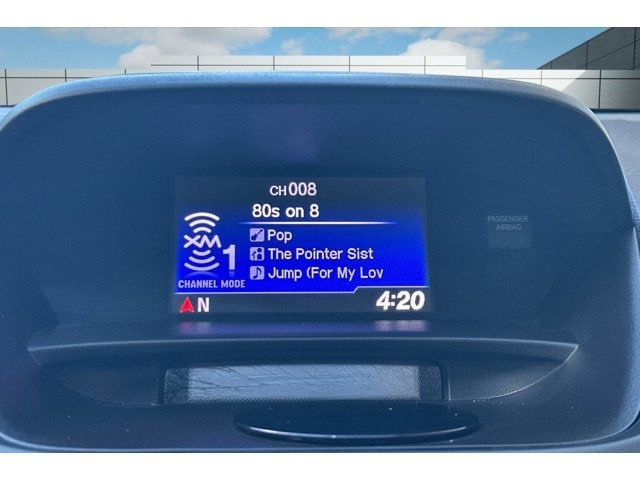 CH008
80s on 8
XM 1
Pop
The Pointer Sist
Jump (For My Lov
CHANNEL MODE
N
4:20
PASSENGER
AIRBAG